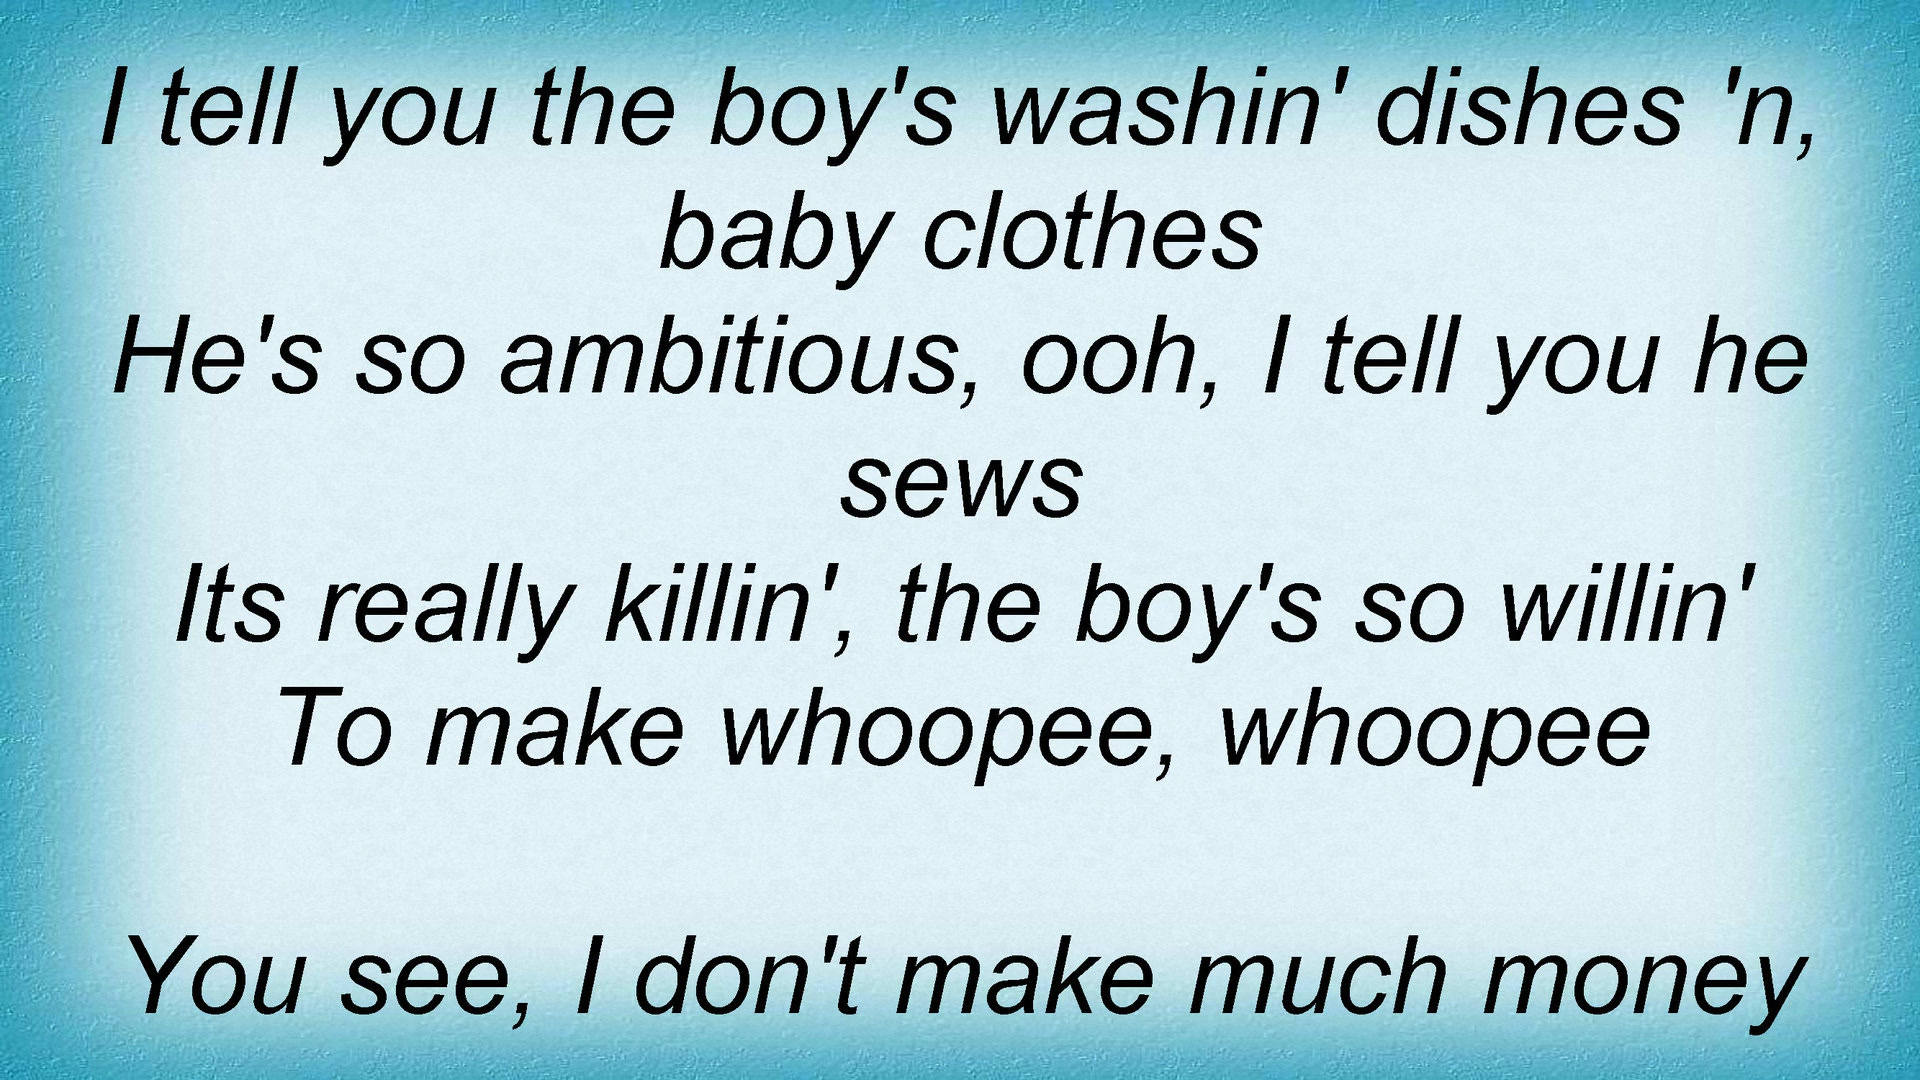 I tell you the boy's washin' dishes 'n,
baby clothes
He's so ambitious, ooh, I tell you he
sews
Its really killin', the boy's so willin'
To make whoopee, whoopee
You see, I don't make much money